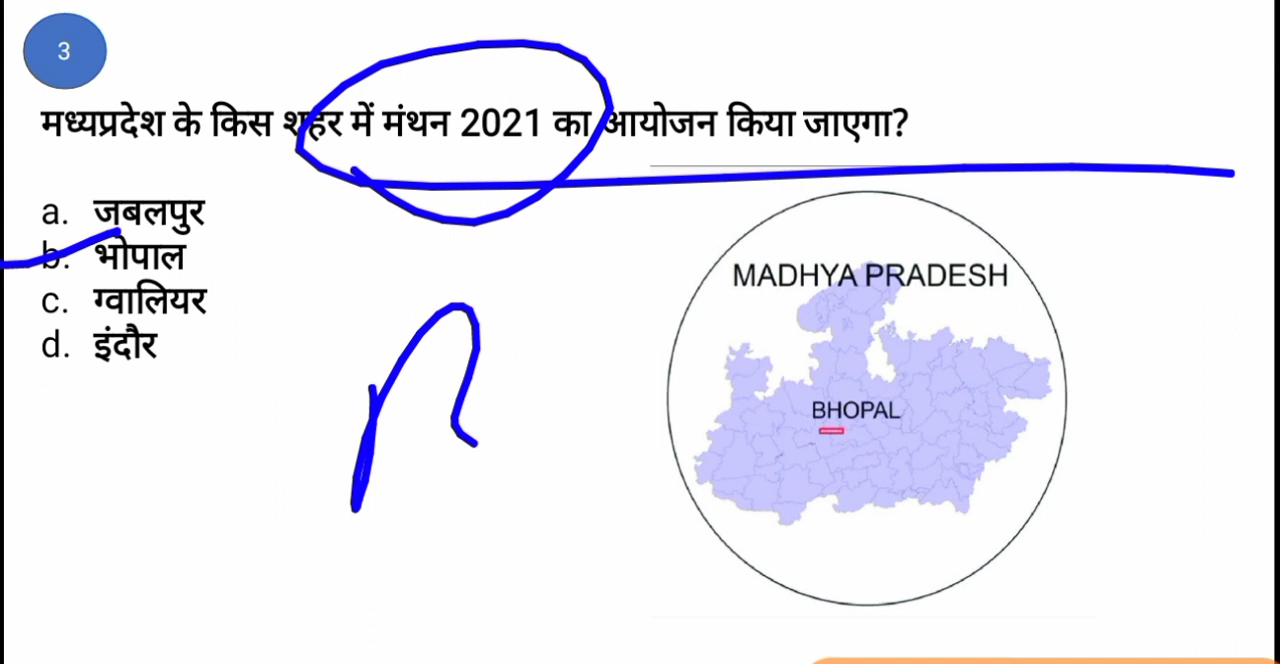 3
मध्यप्रदेश के किस शहर में मंथन 2021 का आयोजन किया जाएगा?
a. जबलपुर
b. भोपाल
c. ग्वालियर
d. इंदौर
MADHYA PRADESH
BHOPAL